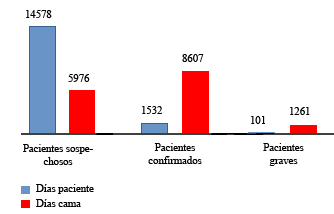 14578
5976
1532
8607
101
1261
Pacientes sospe-
chosos
Pacientes
confirmados
Pacientes
graves
Días paciente
Días cama